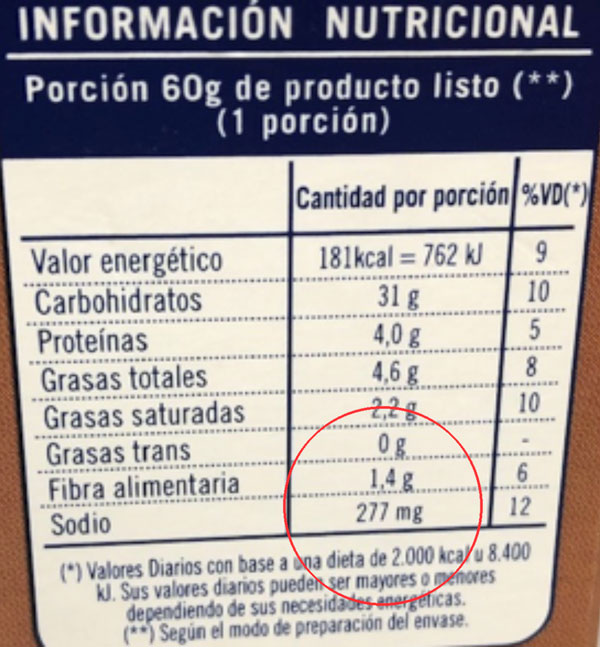 INFORMACIÓN NUTRICIONAL
Porción 60g de producto listo (**)
(1 porción)
Cantidad por porción %VD(*)
Valor energético 181kcal = 762 kJ 9
Carbohidratos 31 g 10
Proteínas 4,0 g 5
Grasas totales 4,6 g 8
Grasas saturadas 2,2 g 10
Grasas trans 0 g -
Fibra alimentaria 1,4 g 6
Sodio 277 mg 12
(*) Valores Diarios con base a una dieta de 2.000 kcal u 8.400
kJ. Sus valores diarios pueden ser mayores o menores
dependiendo de sus necesidades energéticas.
(**) Según el modo de preparación del envase.